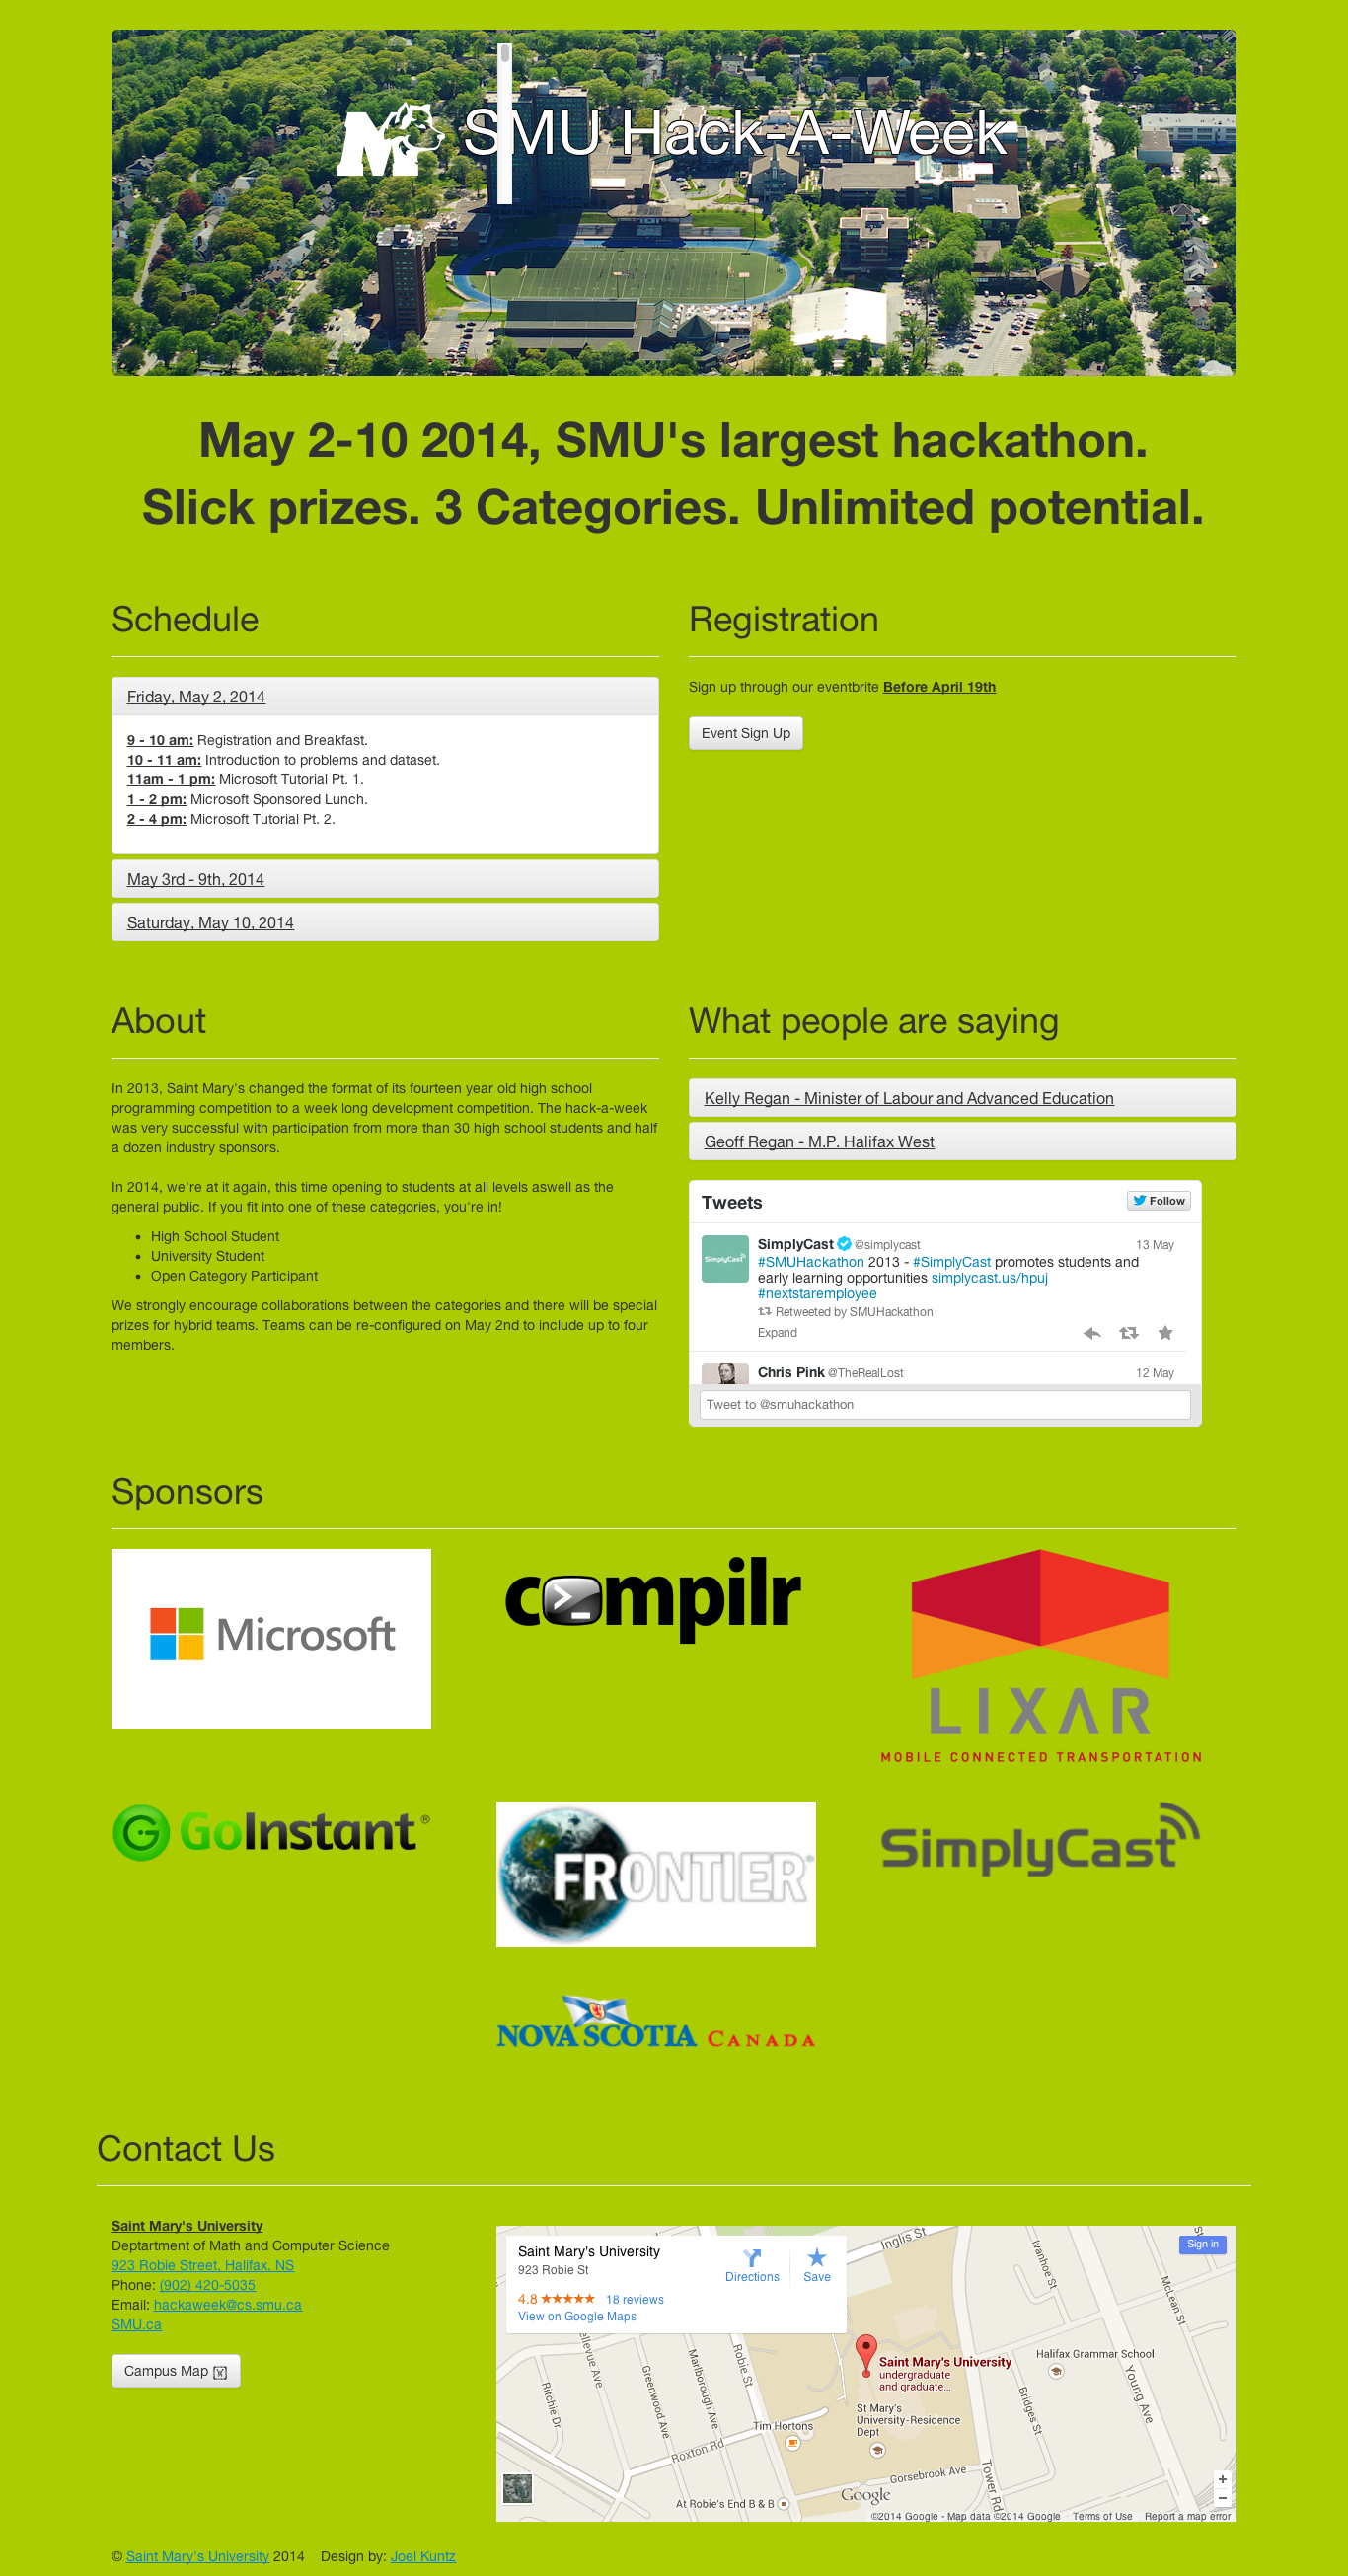 SMU Hack-A-Week
May 2-10 2014, SMU's largest hackathon.
Slick prizes. 3 Categories. Unlimited potential.
Schedule
Friday, May 2, 2014
9 - 10 am: Registration and Breakfast.
10 - 11 am: Introduction to problems and dataset.
11am - 1 pm: Microsoft Tutorial Pt. 1.
1 - 2 pm: Microsoft Sponsored Lunch.
2 - 4 pm: Microsoft Tutorial Pt. 2.
May 3rd - 9th, 2014
Saturday, May 10, 2014
Registration
Sign up through our eventbrite Before April 19th
Event Sign Up
About
In 2013, Saint Mary's changed the format of its fourteen year old high school
programming competition to a week long development competition. The hack-a-week
was very successful with participation from more than 30 high school students and half
a dozen industry sponsors.
In 2014, we're at it again, this time opening to students at all levels aswell as the
general public. If you fit into one of these categories, you're in!
High School Student
University Student
Open Category Participant
We strongly encourage collaborations between the categories and there will be special
prizes for hybrid teams. Teams can be re-configured on May 2nd to include up to four
members.
What people are saying
Kelly Regan - Minister of Labour and Advanced Education
Geoff Regan - M.P. Halifax West
Tweets
Follow
SimplyCast
SimplyCast @simplycast 13 May
#SMUHackathon 2013 - #SimplyCast promotes students and
early learning opportunities simplycast.us/hpuj
#nextstaremployee
Retweeted by SMUHackathon
Expand
Chris Pink @TheRealLost 12 May
Tweet to @smuhackathon
Sponsors
Microsoft
compilr
LIXAR
MOBILE CONNECTED TRANSPORTATION
GoInstant®
FRONTIER®
SimplyCast
NOVA SCOTIA CANADA
Contact Us
Saint Mary's University
Deptartment of Math and Computer Science
923 Robie Street, Halifax, NS
Phone: (902) 420-5035
Email: hackaweek@cs.smu.ca
SMU.ca
Campus Map
Saint Mary's University
923 Robie St
4.8 18 reviews
View on Google Maps
Directions
Save
Sign in
Inglis St
Ivanhoe St
McLean St
St
Halifax Grammar School
Saint Mary's University
undergraduate
and graduate...
St Mary's
University-Residence
Dept
Bridges St
Young Ave
Robie St
Marlborough Ave
Greenwood Ave
ellevue Ave
Ritchie Dr
Tim Hortons
Roxton Rd
Gorsebrook Ave
Tower Rd
At Robie's End B & B
Google
+
−
©2014 Google - Map data ©2014 Google Terms of Use Report a map error
© Saint Mary's University 2014 Design by: Joel Kuntz